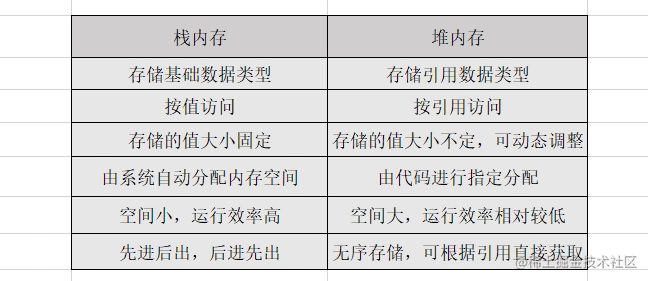 栈内存 堆内存
存储基础数据类型 存储引用数据类型
按值访问 按引用访问
存储的值大小固定 存储的值大小不定，可动态调整
由系统自动分配内存空间 由代码进行指定分配
空间小，运行效率高 空间大，运行效率相对较低
先进后出，后进先出 无序存储，可根据引用直接获取
@稀土掘金技术社区